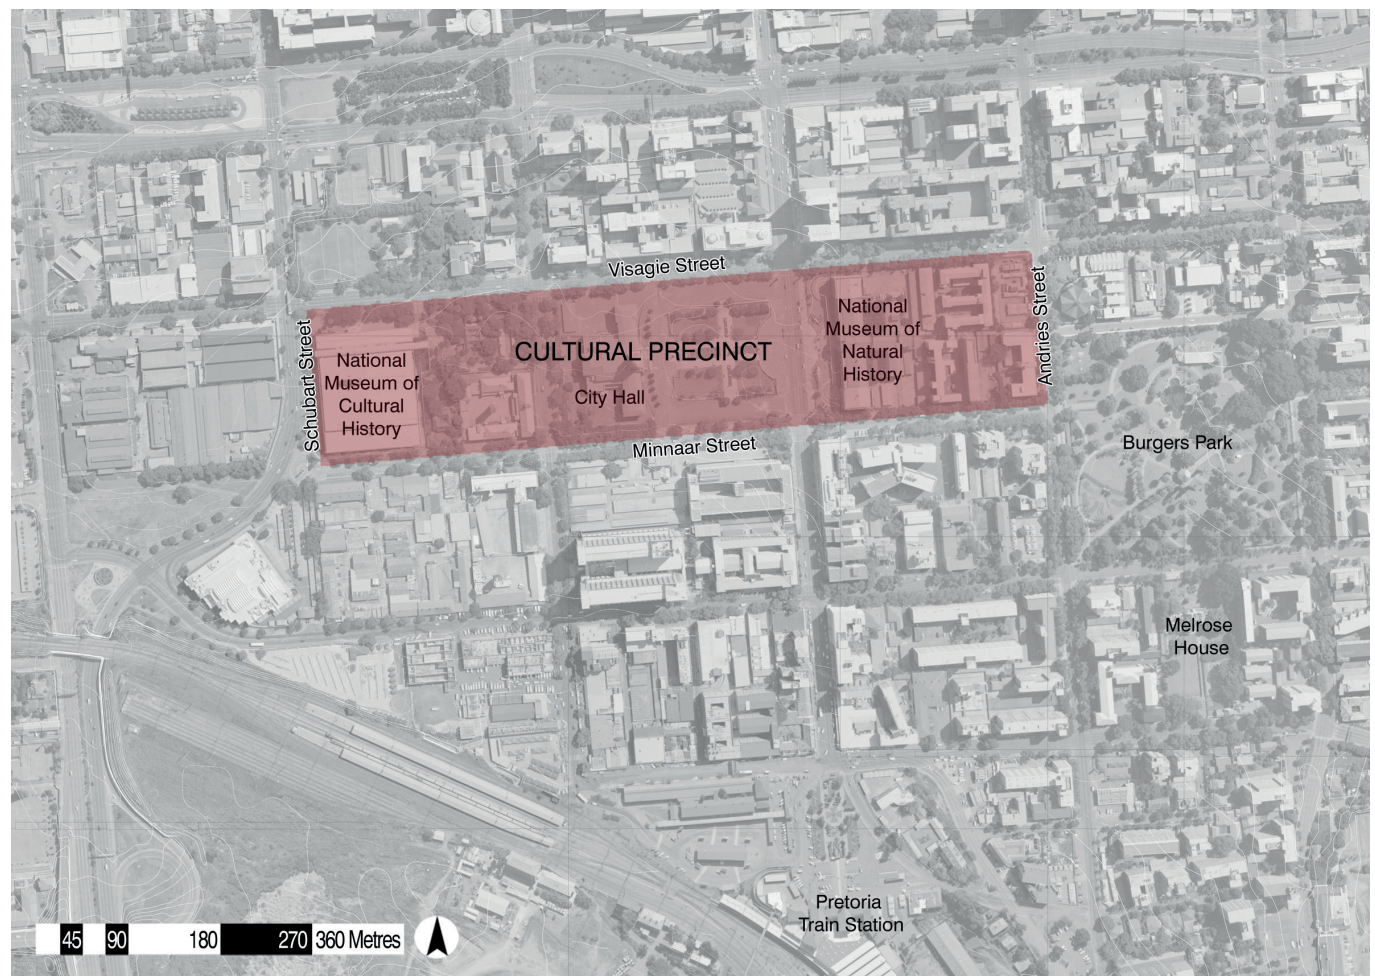 Visagie Street
Schubart Street
National
Museum of
Cultural
History
CULTURAL PRECINCT
City Hall
National
Museum of
Natural
History
Andries Street
Minnaar Street
Burgers Park
Melrose
House
Pretoria
Train Station
45 90 180 270 360 Metres